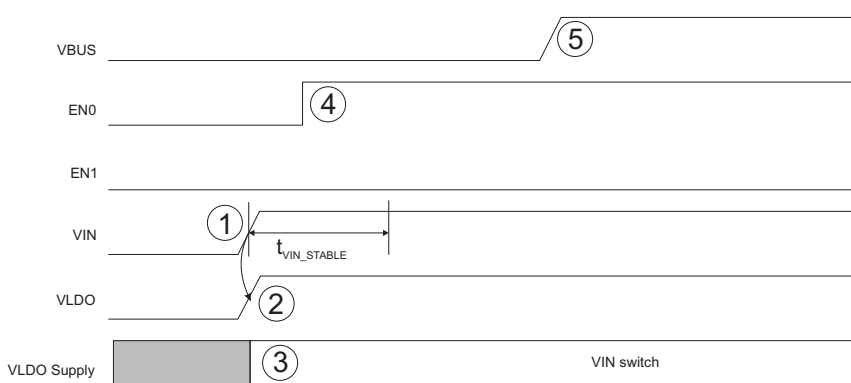 VBUS
5
EN0
4
EN1
1
VIN
tVIN_STABLE
VLDO
2
VLDO Supply
3
VIN switch